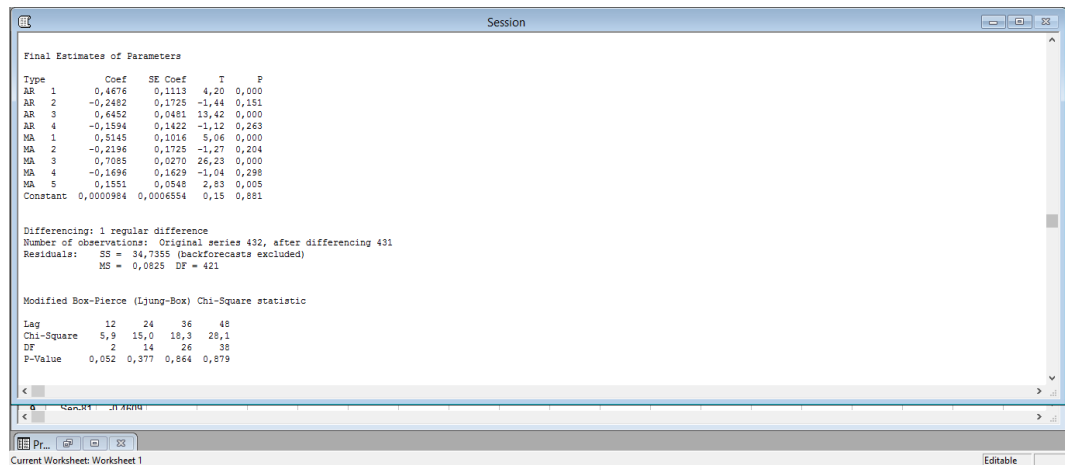 Session
Final Estimates of Parameters
Type Coef SE Coef T P
AR 1 0,4676 0,1113 4,20 0,000
AR 2 -0,2482 0,1725 -1,44 0,151
AR 3 0,6452 0,0481 13,42 0,000
AR 4 -0,1594 0,1422 -1,12 0,263
MA 1 0,5145 0,1016 5,06 0,000
MA 2 -0,2196 0,1725 -1,27 0,204
MA 3 0,7085 0,0270 26,23 0,000
MA 4 -0,1696 0,1629 -1,04 0,298
MA 5 0,1551 0,0548 2,83 0,005
Constant 0,0000984 0,0006554 0,15 0,881
Differencing: 1 regular difference
Number of observations: Original series 432, after differencing 431
Residuals: SS = 34,7355 (backforecasts excluded)
MS = 0,0825 DF = 421
Modified Box-Pierce (Ljung-Box) Chi-Square statistic
Lag 12 24 36 48
Chi-Square 5,9 15,0 18,3 28,1
DF 2 14 26 38
P-Value 0,052 0,377 0,864 0,879
9 Sep-81 -0.4609
Pr...
Current Worksheet: Worksheet 1
Editable